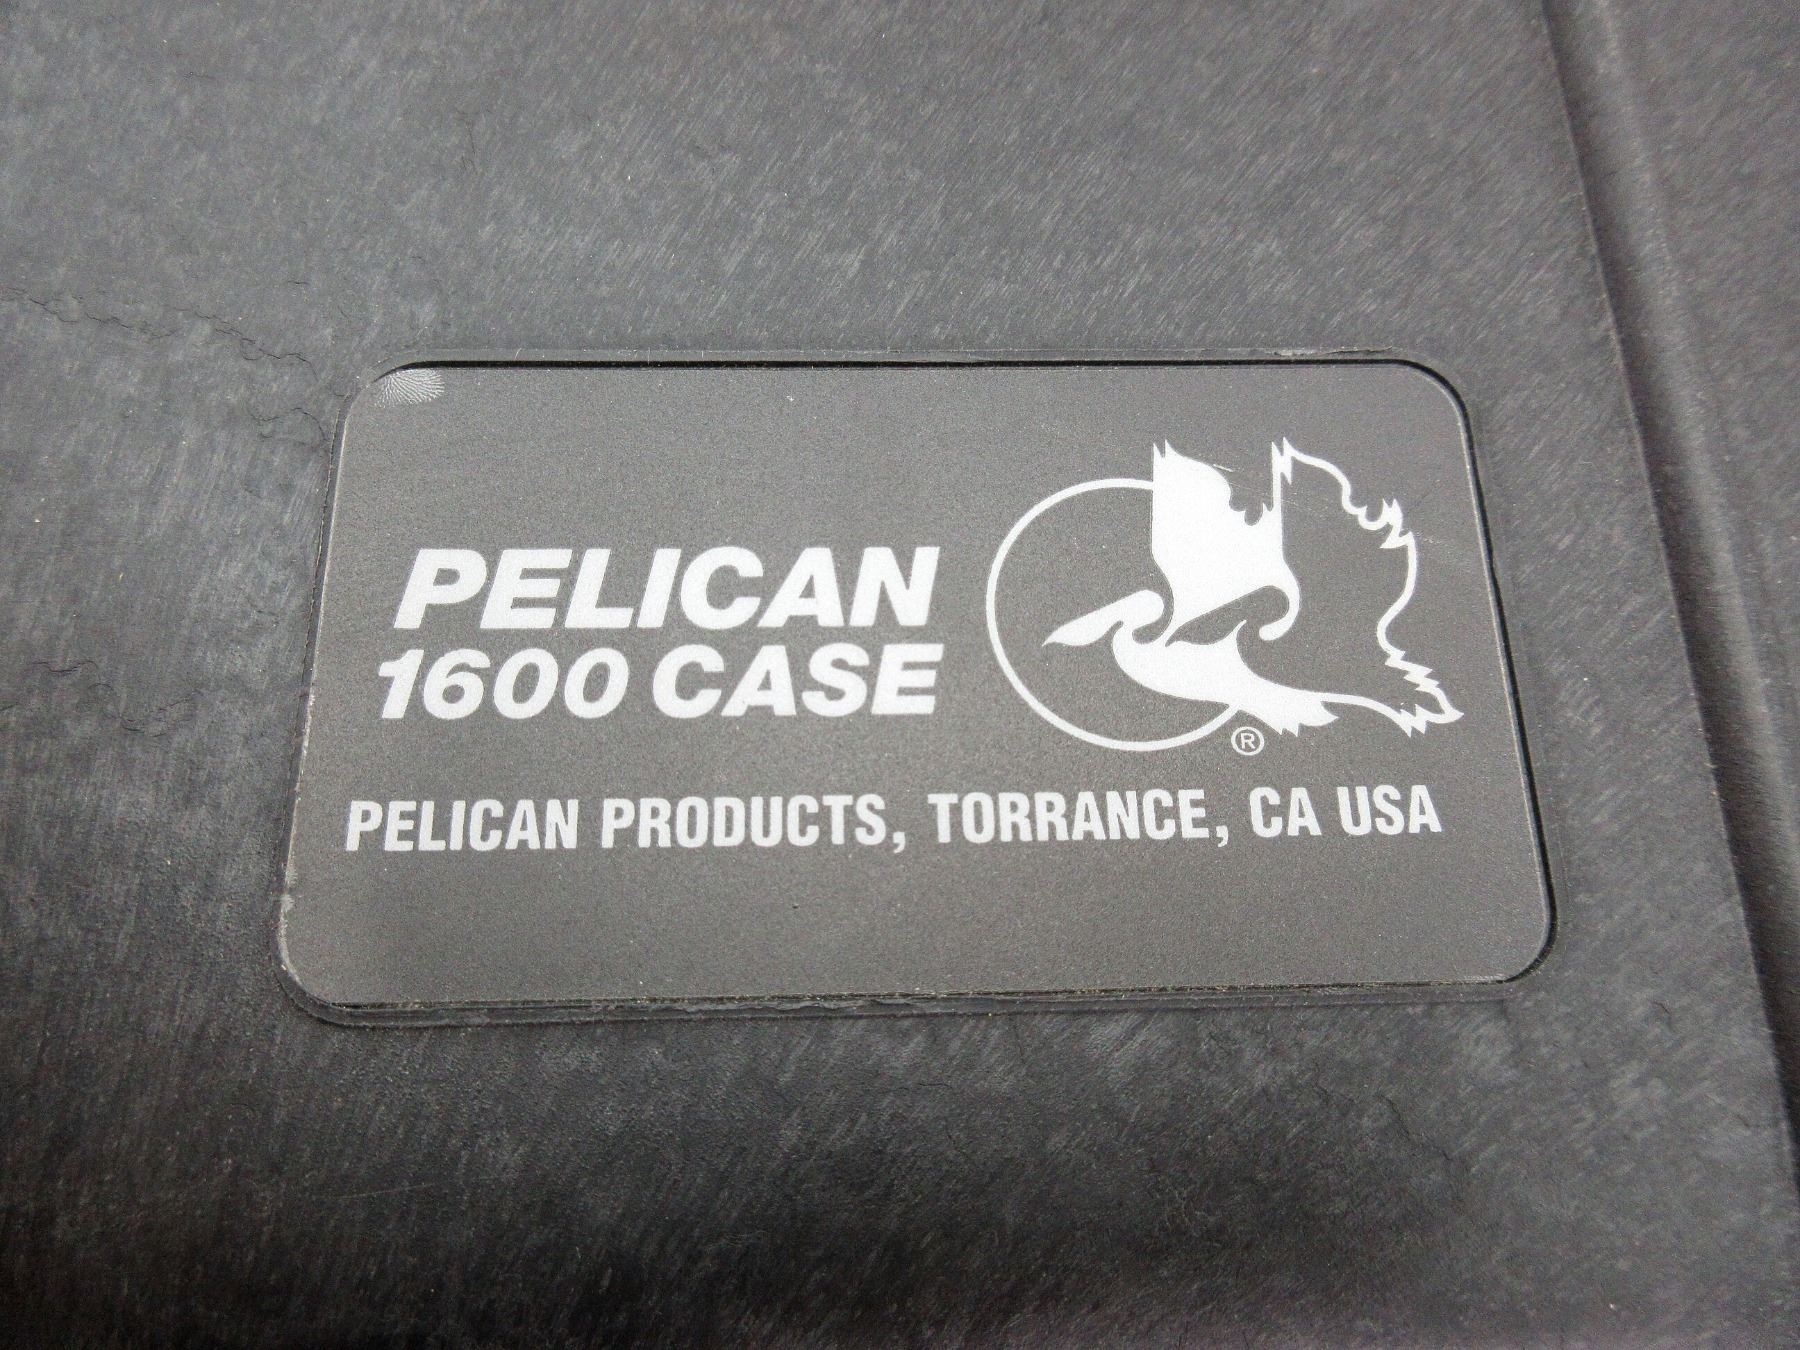 PELICAN
1600 CASE
®
PELICAN PRODUCTS, TORRANCE, CA USA